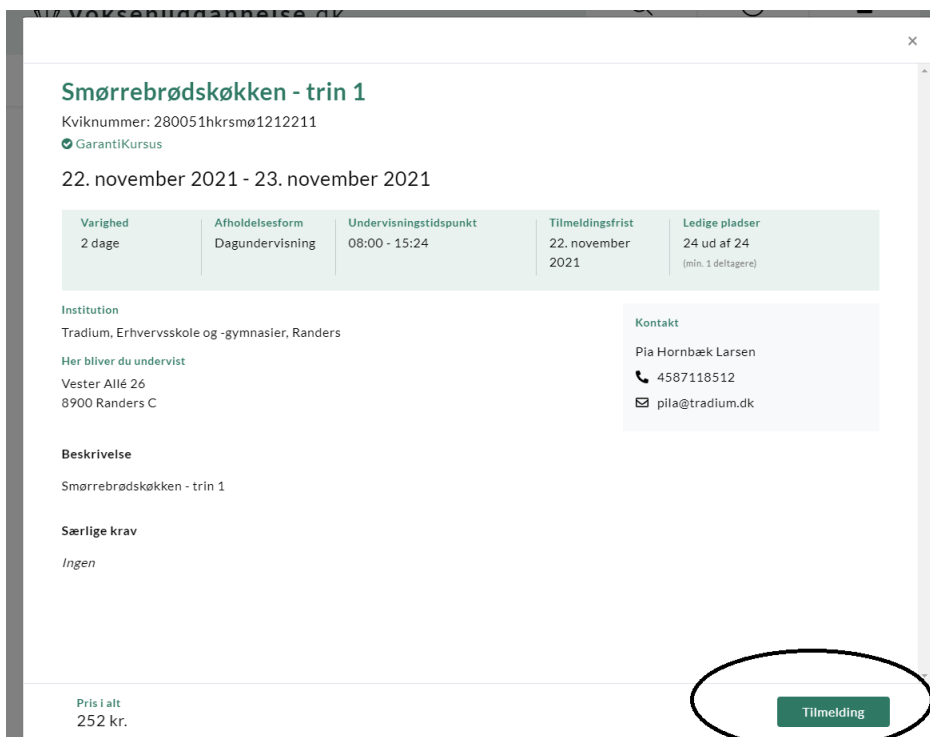 voksenuddannelse.dk
×
Smørrebrødskøkken - trin 1
Kviknummer: 280051hkrsmø1212211
GarantiKursus
22. november 2021 - 23. november 2021
Varighed
2 dage
Afholdelsesform
Dagundervisning
Undervisningstidspunkt
08:00 - 15:24
Tilmeldingsfrist
22. november
2021
Ledige pladser
24 ud af 24
(min. 1 deltagere)
Institution
Tradium, Erhvervsskole og -gymnasier, Randers
Her bliver du undervist
Vester Allé 26
8900 Randers C
Kontakt
Pia Hornbæk Larsen
4587118512
pila@tradium.dk
Beskrivelse
Smørrebrødskøkken - trin 1
Særlige krav
Ingen
Pris i alt
252 kr.
Tilmelding